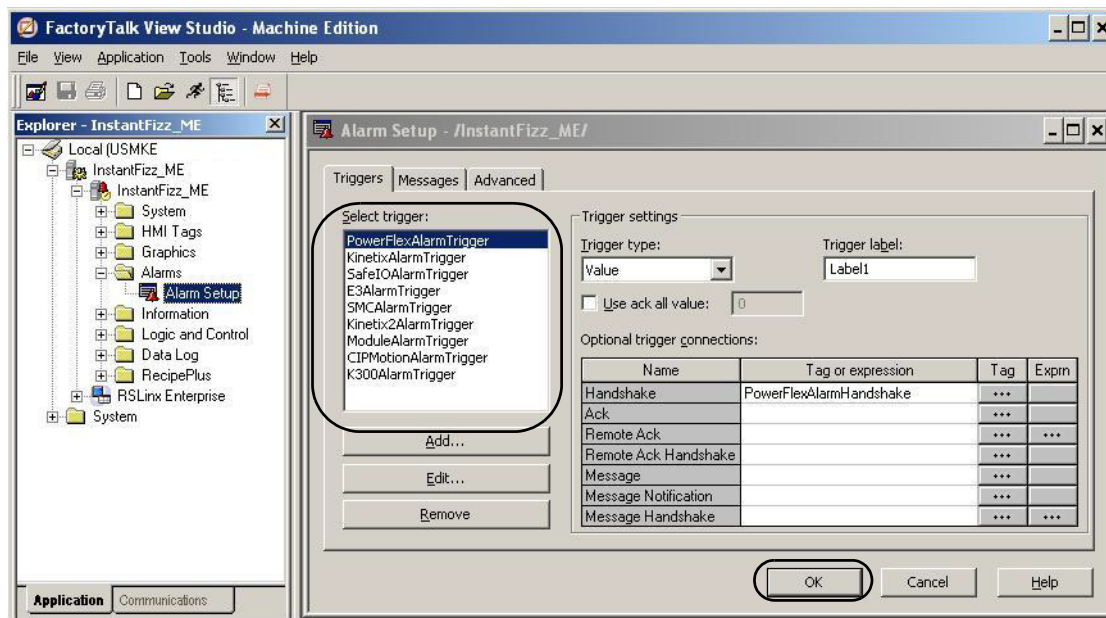 FactoryTalk View Studio - Machine Edition
File View Application Tools Window Help
Explorer - InstantFizz_ME
Local (USMKE
InstantFizz_ME
InstantFizz_ME
System
HMI Tags
Graphics
Alarms
Alarm Setup
Information
Logic and Control
Data Log
RecipePlus
RSLinx Enterprise
System
Application Communications
Alarm Setup - /InstantFizz_ME/
Triggers Messages Advanced
Select trigger:
PowerFlexAlarmTrigger
KinetixAlarmTrigger
SafeIOAlarmTrigger
E3AlarmTrigger
SMCAlarmTrigger
Kinetix2AlarmTrigger
ModuleAlarmTrigger
CIPMotionAlarmTrigger
K300AlarmTrigger
Add...
Edit...
Remove
Trigger settings
Trigger type: Trigger label:
Value Label1
Use ack all value: 0
Optional trigger connections:
Name Tag or expression Tag Exprn
Handshake PowerFlexAlarmHandshake ...
Ack ...
Remote Ack ... ...
Remote Ack Handshake ...
Message ...
Message Notification ...
Message Handshake ... ...
OK Cancel Help